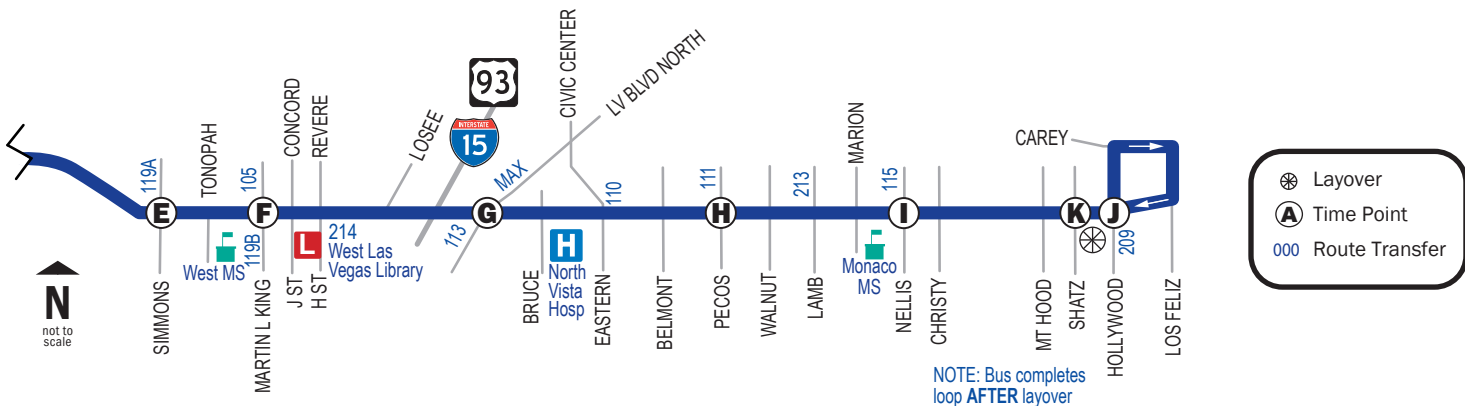 93
INTERSTATE
15
119A
TONOPAH
105
CONCORD
REVERE
LOSEE
MAX
CIVIC CENTER
LV BLVD NORTH
110
111
213
MARION
115
CAREY
E
F
G
H
I
K
J
West MS
119B
L
214
West Las
Vegas Library
113
H
North
Vista
Hosp
Monaco
MS
209
N
not to
scale
SIMMONS
MARTIN L KING
J ST
H ST
BRUCE
EASTERN
BELMONT
PECOS
WALNUT
LAMB
NELLIS
CHRISTY
MT HOOD
SHATZ
HOLLYWOOD
LOS FELIZ
NOTE: Bus completes
loop AFTER layover
Layover
A Time Point
000 Route Transfer